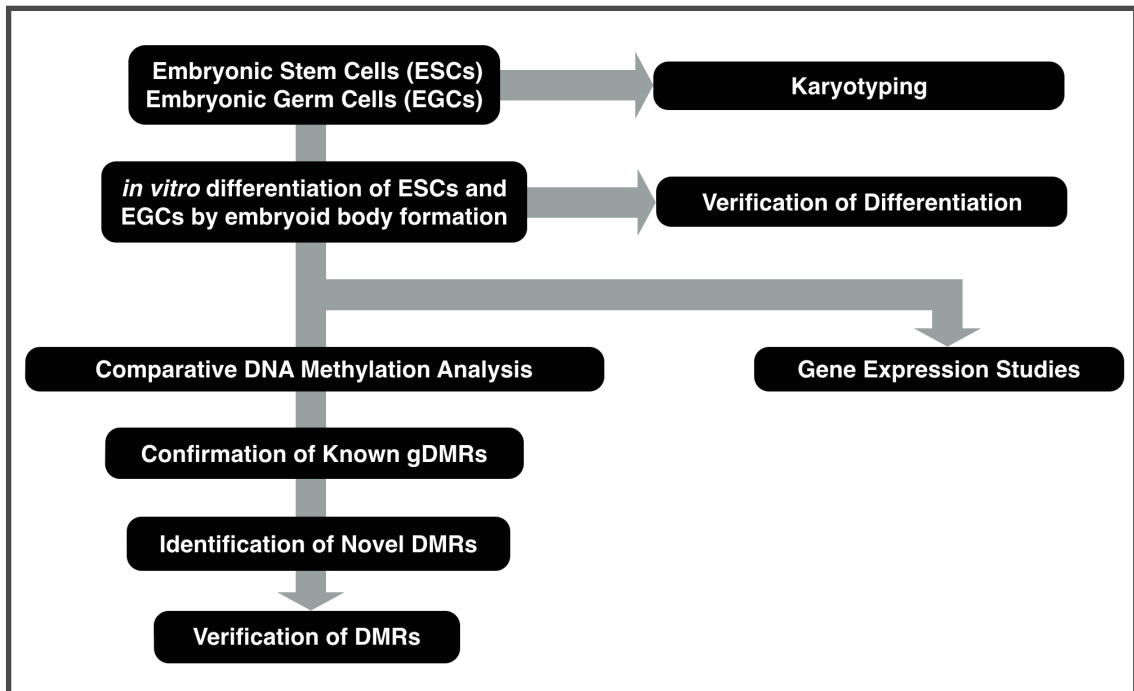 Embryonic Stem Cells (ESCs)
Embryonic Germ Cells (EGCs)
Karyotyping
in vitro differentiation of ESCs and
EGCs by embryoid body formation
Verification of Differentiation
Comparative DNA Methylation Analysis
Gene Expression Studies
Confirmation of Known gDMRs
Identification of Novel DMRs
Verification of DMRs